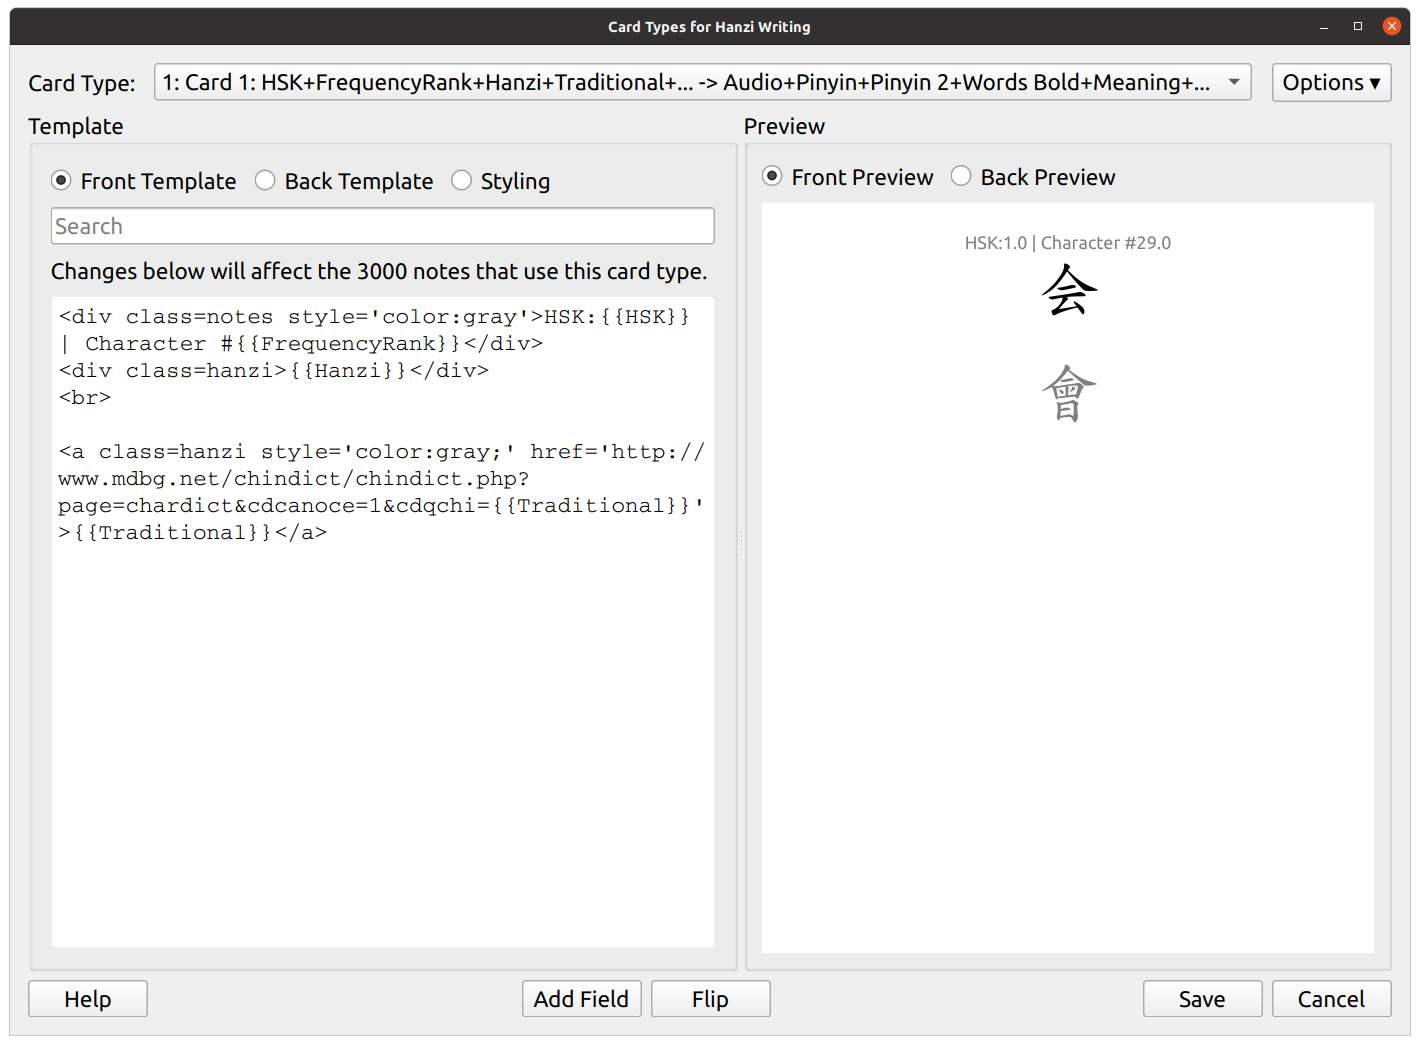 Card Types for Hanzi Writing
Card Type:
1: Card 1: HSK+FrequencyRank+Hanzi+Traditional+... -> Audio+Pinyin+Pinyin 2+Words Bold+Meaning+...
Options ▾
Template
Front Template
Back Template
Styling
Search
Changes below will affect the 3000 notes that use this card type.
<div class=notes style='color:gray'>HSK:{{HSK}}
| Character #{{FrequencyRank}}</div>
<div class=hanzi>{{Hanzi}}</div>
<br>
<a class=hanzi style='color:gray;' href='http://
www.mdbg.net/chindict/chindict.php?
page=chardict&cdcanoce=1&cdqchi={{Traditional}}'
>{{Traditional}}</a>
Preview
Front Preview
Back Preview
HSK:1.0 | Character #29.0
会
會
Help
Add Field
Flip
Save
Cancel